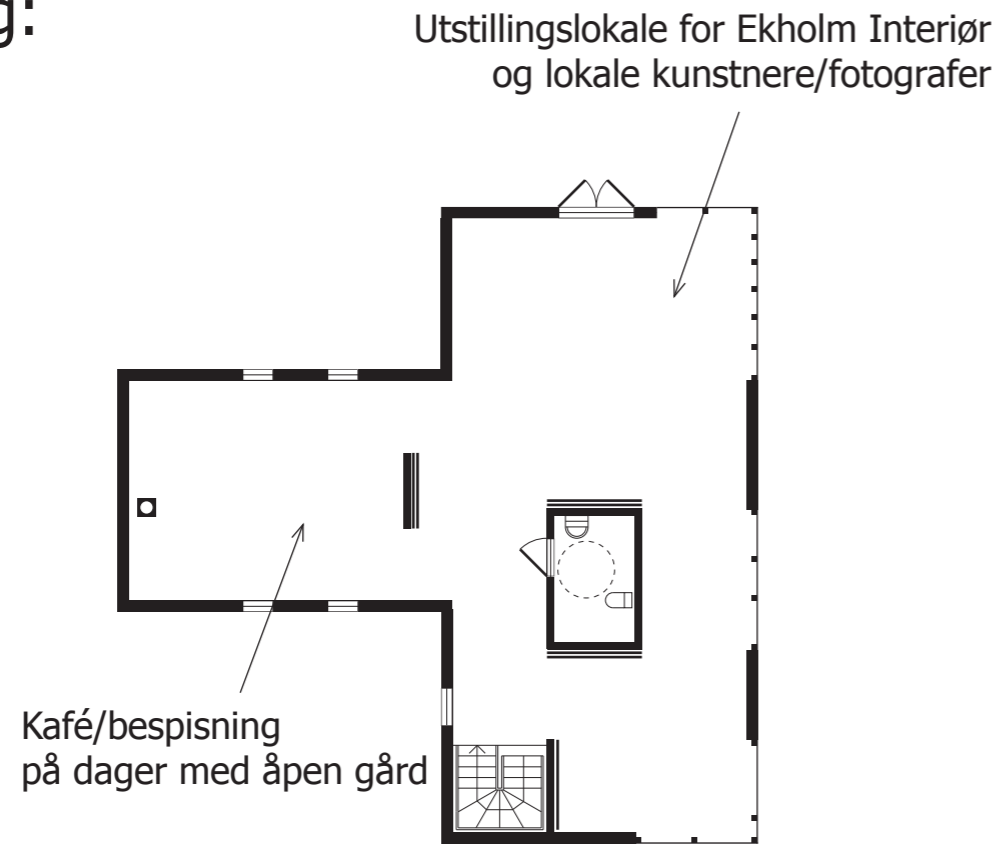 g:
Utstillingslokale for Ekholm Interiør
og lokale kunstnere/fotografer
Kafé/bespisning
på dager med åpen gård